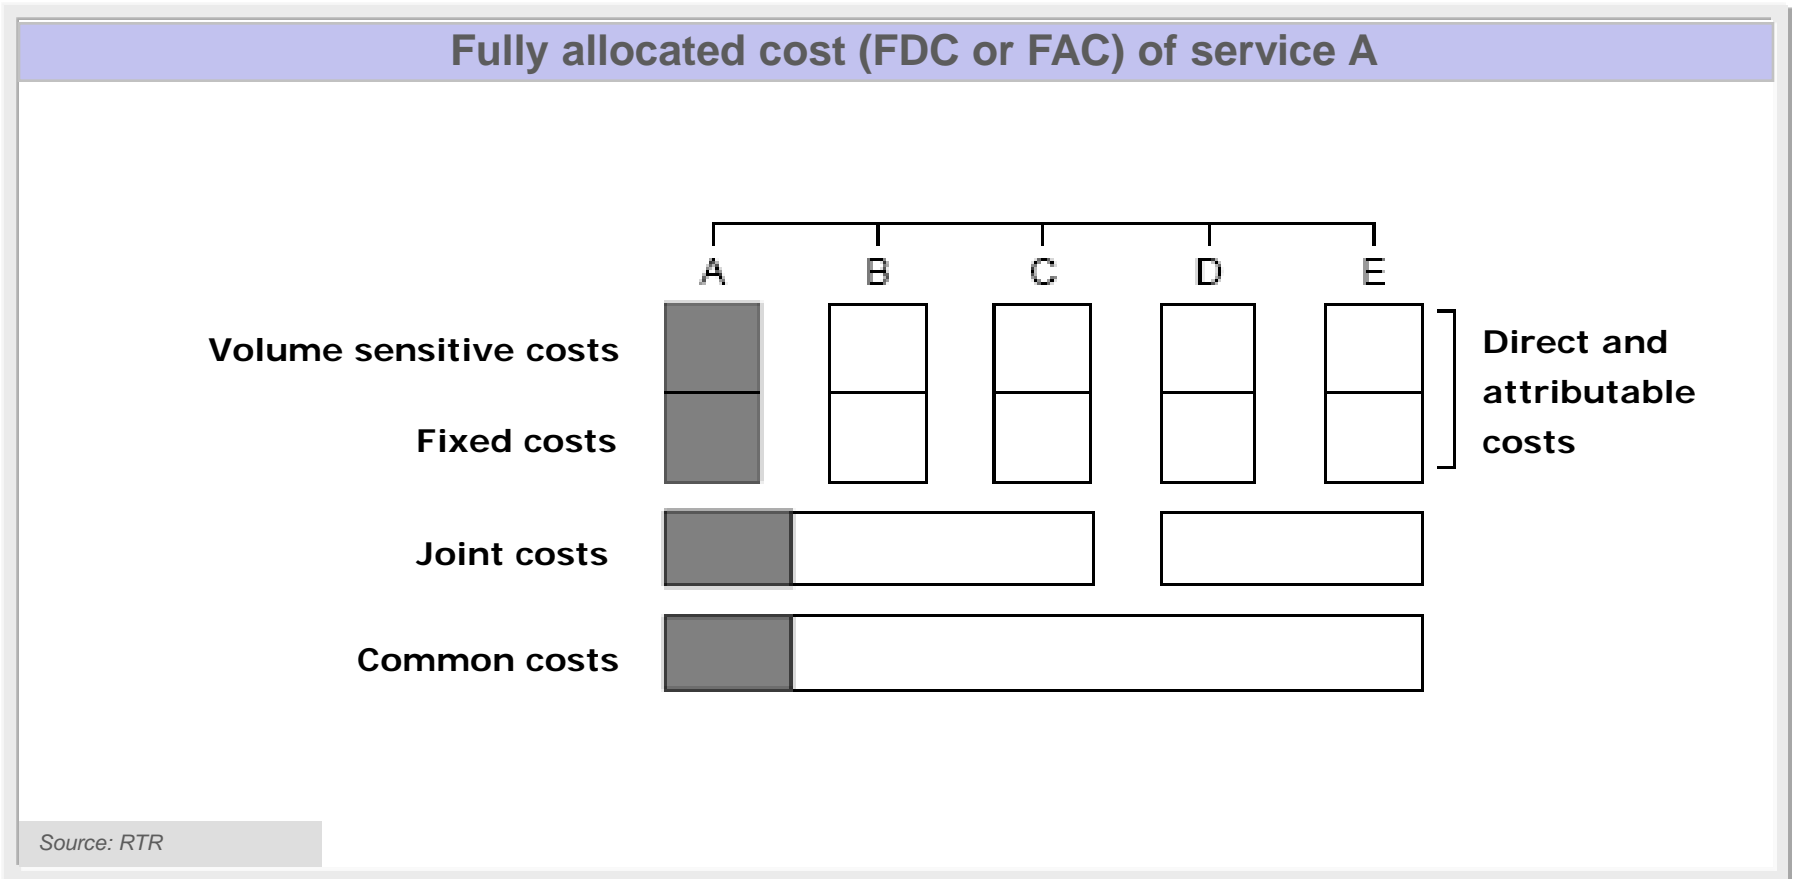 Fully allocated cost (FDC or FAC) of service A
A B C D E
Volume sensitive costs
Fixed costs
Direct and
attributable
costs
Joint costs
Common costs
Source: RTR